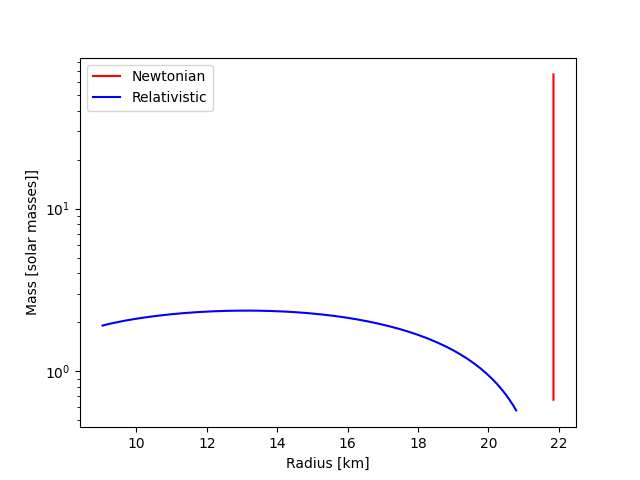 Newtonian
Relativistic
Mass [solar masses]]
10¹
10⁰
10 12 14 16 18 20 22
Radius [km]